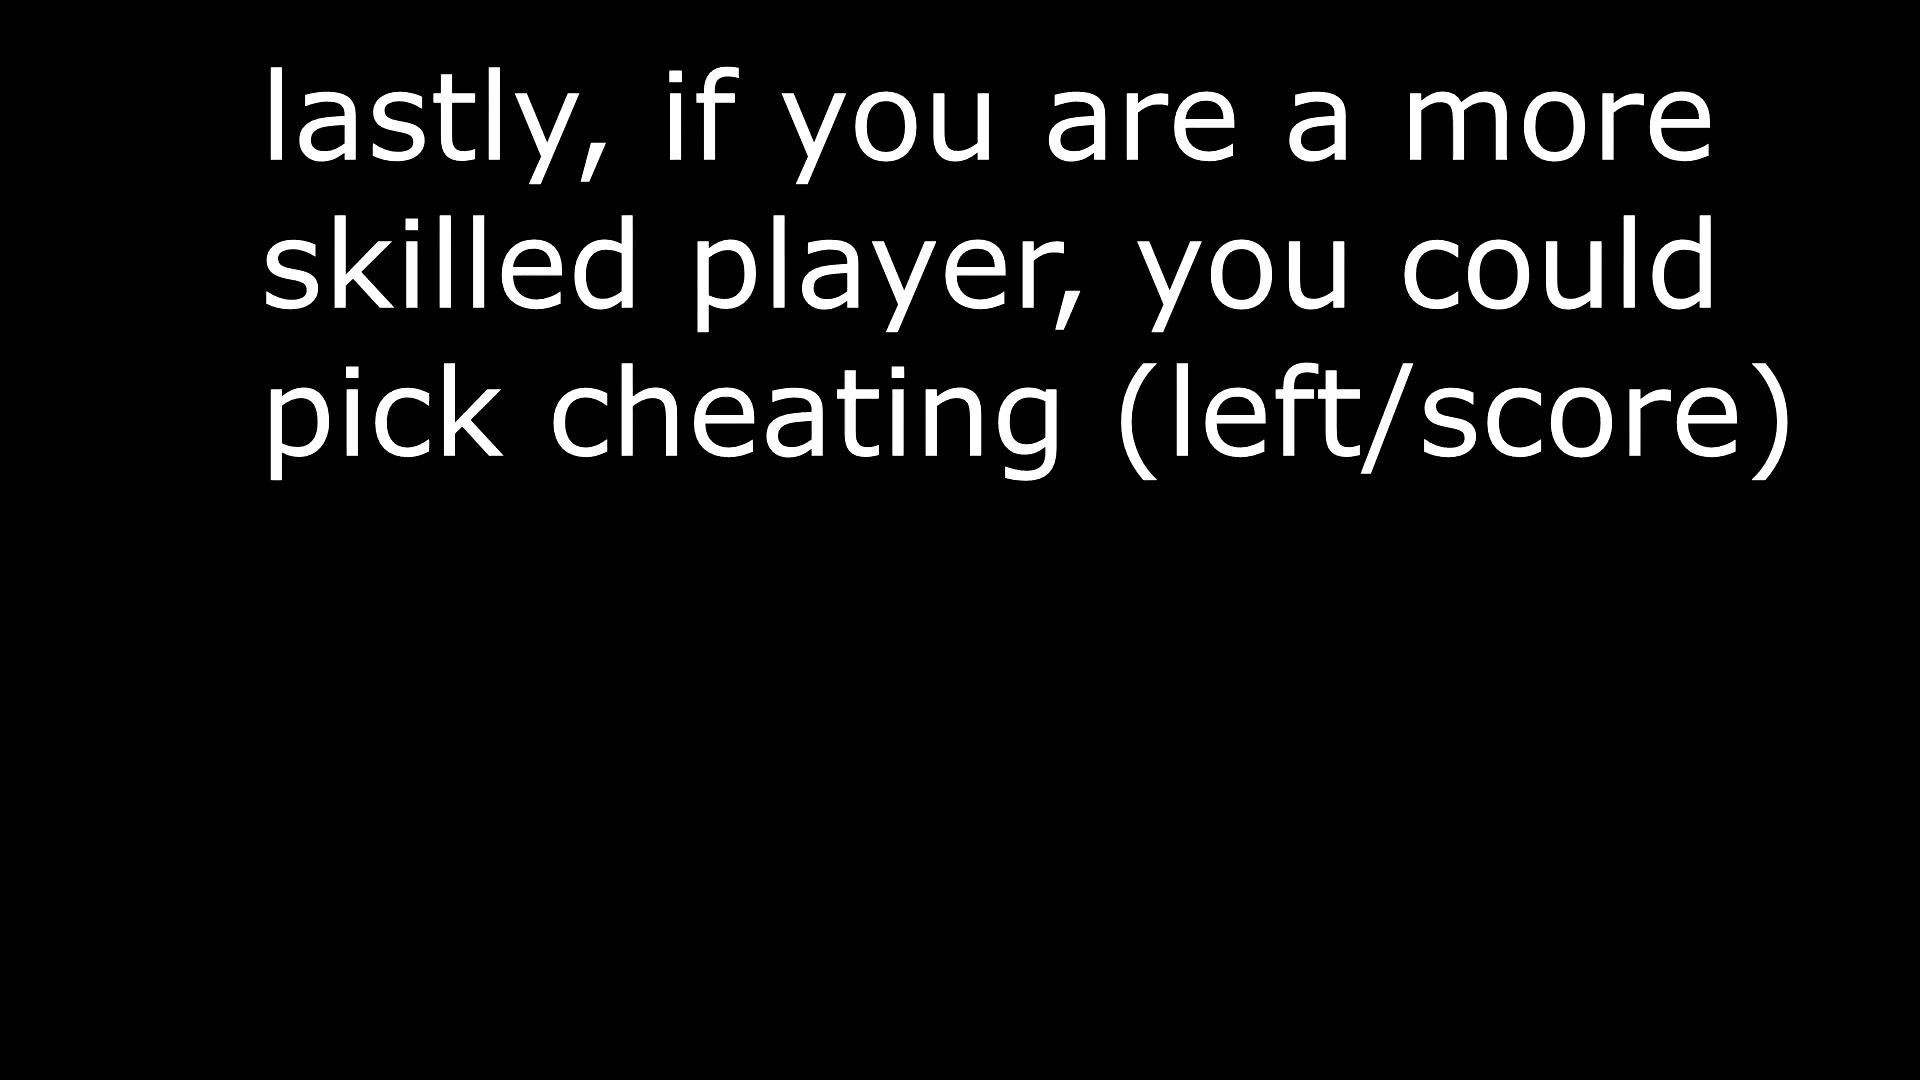 lastly, if you are a more
skilled player, you could
pick cheating (left/score)